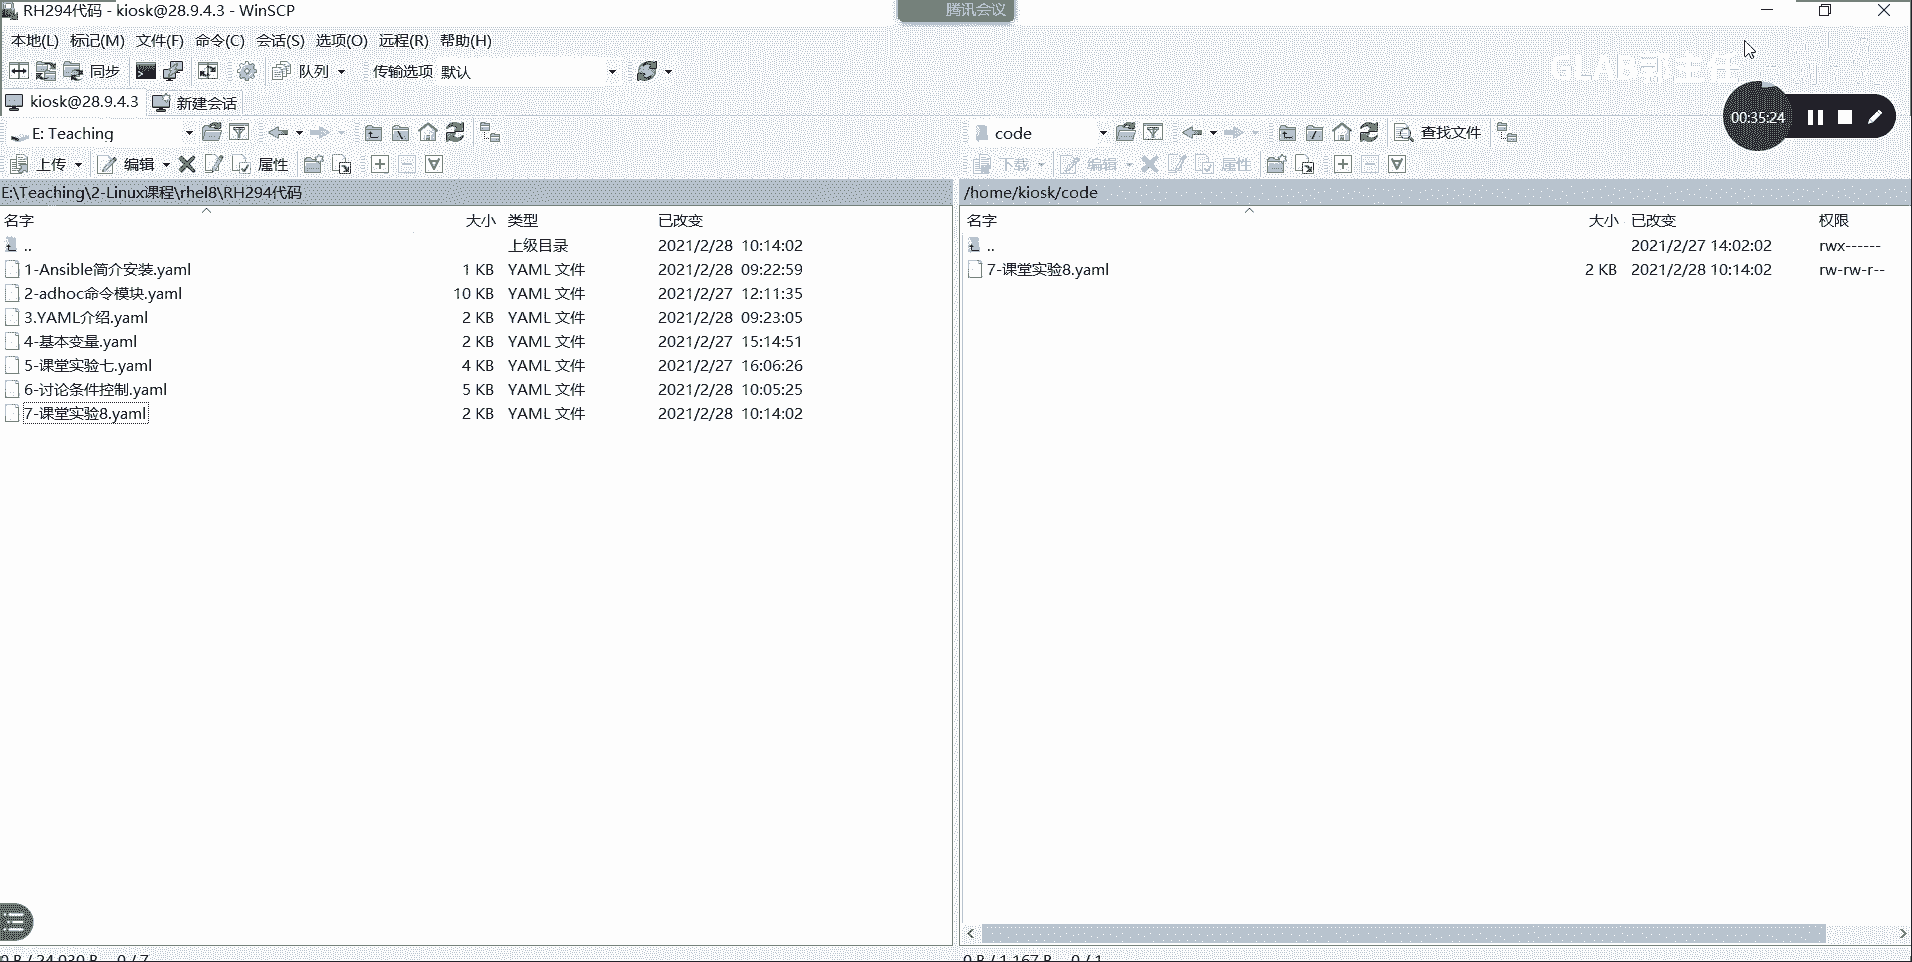 RH294代码 - kiosk@28.9.4.3 - WinSCP
腾讯会议
本地(L) 标记(M) 文件(F) 命令(C) 会话(S) 选项(O) 远程(R) 帮助(H)
同步 队列 传输选项 默认
GLAB
kiosk@28.9.4.3 新建会话
00:35:24
E: Teaching
code 查找文件
上传 编辑 属性
下载 编辑 属性
E:\Teaching\2-Linux课程\rhel8\RH294代码
/home/kiosk/code
名字 大小 类型 已改变
.. 上级目录 2021/2/28 10:14:02
1-Ansible简介安装.yaml 1 KB YAML 文件 2021/2/28 09:22:59
2-adhoc命令模块.yaml 10 KB YAML 文件 2021/2/27 12:11:35
3.YAML介绍.yaml 2 KB YAML 文件 2021/2/28 09:23:05
4-基本变量.yaml 2 KB YAML 文件 2021/2/27 15:14:51
5-课堂实验七.yaml 4 KB YAML 文件 2021/2/27 16:06:26
6-讨论条件控制.yaml 5 KB YAML 文件 2021/2/28 10:05:25
7-课堂实验8.yaml 2 KB YAML 文件 2021/2/28 10:14:02
名字 大小 已改变 权限
.. 2021/2/27 14:02:02 rwx------
7-课堂实验8.yaml 2 KB 2021/2/28 10:14:02 rw-rw-r--
0 B / 24,030 B 0 / 7
0 B / 1,167 B 0 / 1